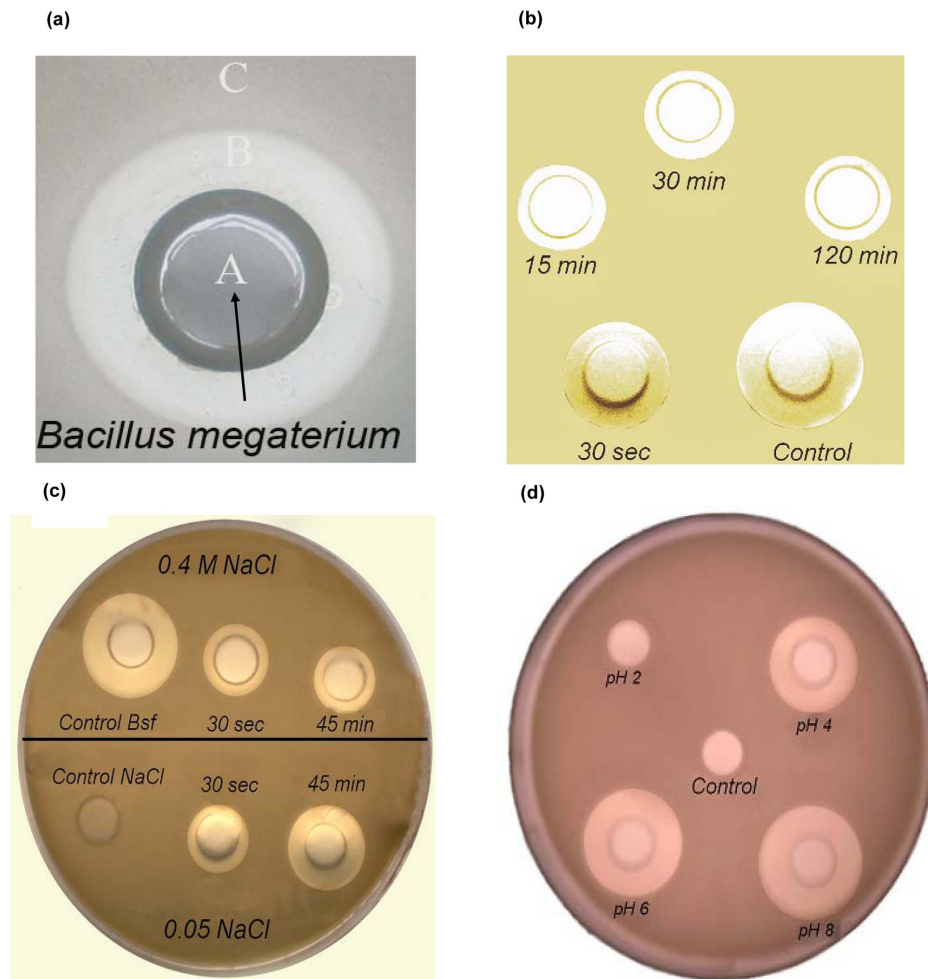 (a)
C
B
A
Bacillus megaterium
(b)
30 min
15 min
120 min
30 sec
Control
(c)
0.4 M NaCl
Control Bsf
30 sec
45 min
Control NaCl
30 sec
45 min
0.05 NaCl
(d)
pH 2
pH 4
Control
pH 6
pH 8